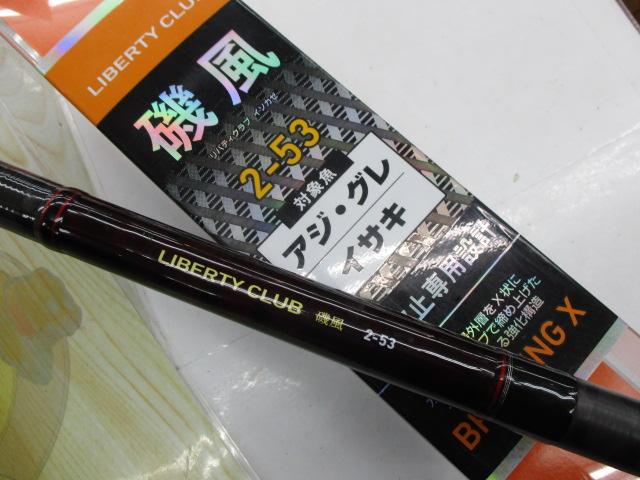 LIBERTY CLUB
磯風
リバティクラブ イソカゼ
2-53
対象魚
アジ・グレ
イサキ
止専用設計
外層を X 状に
プで締め上げた
る強化構造
NG X
LIBERTY CLUB 磯風 2-53